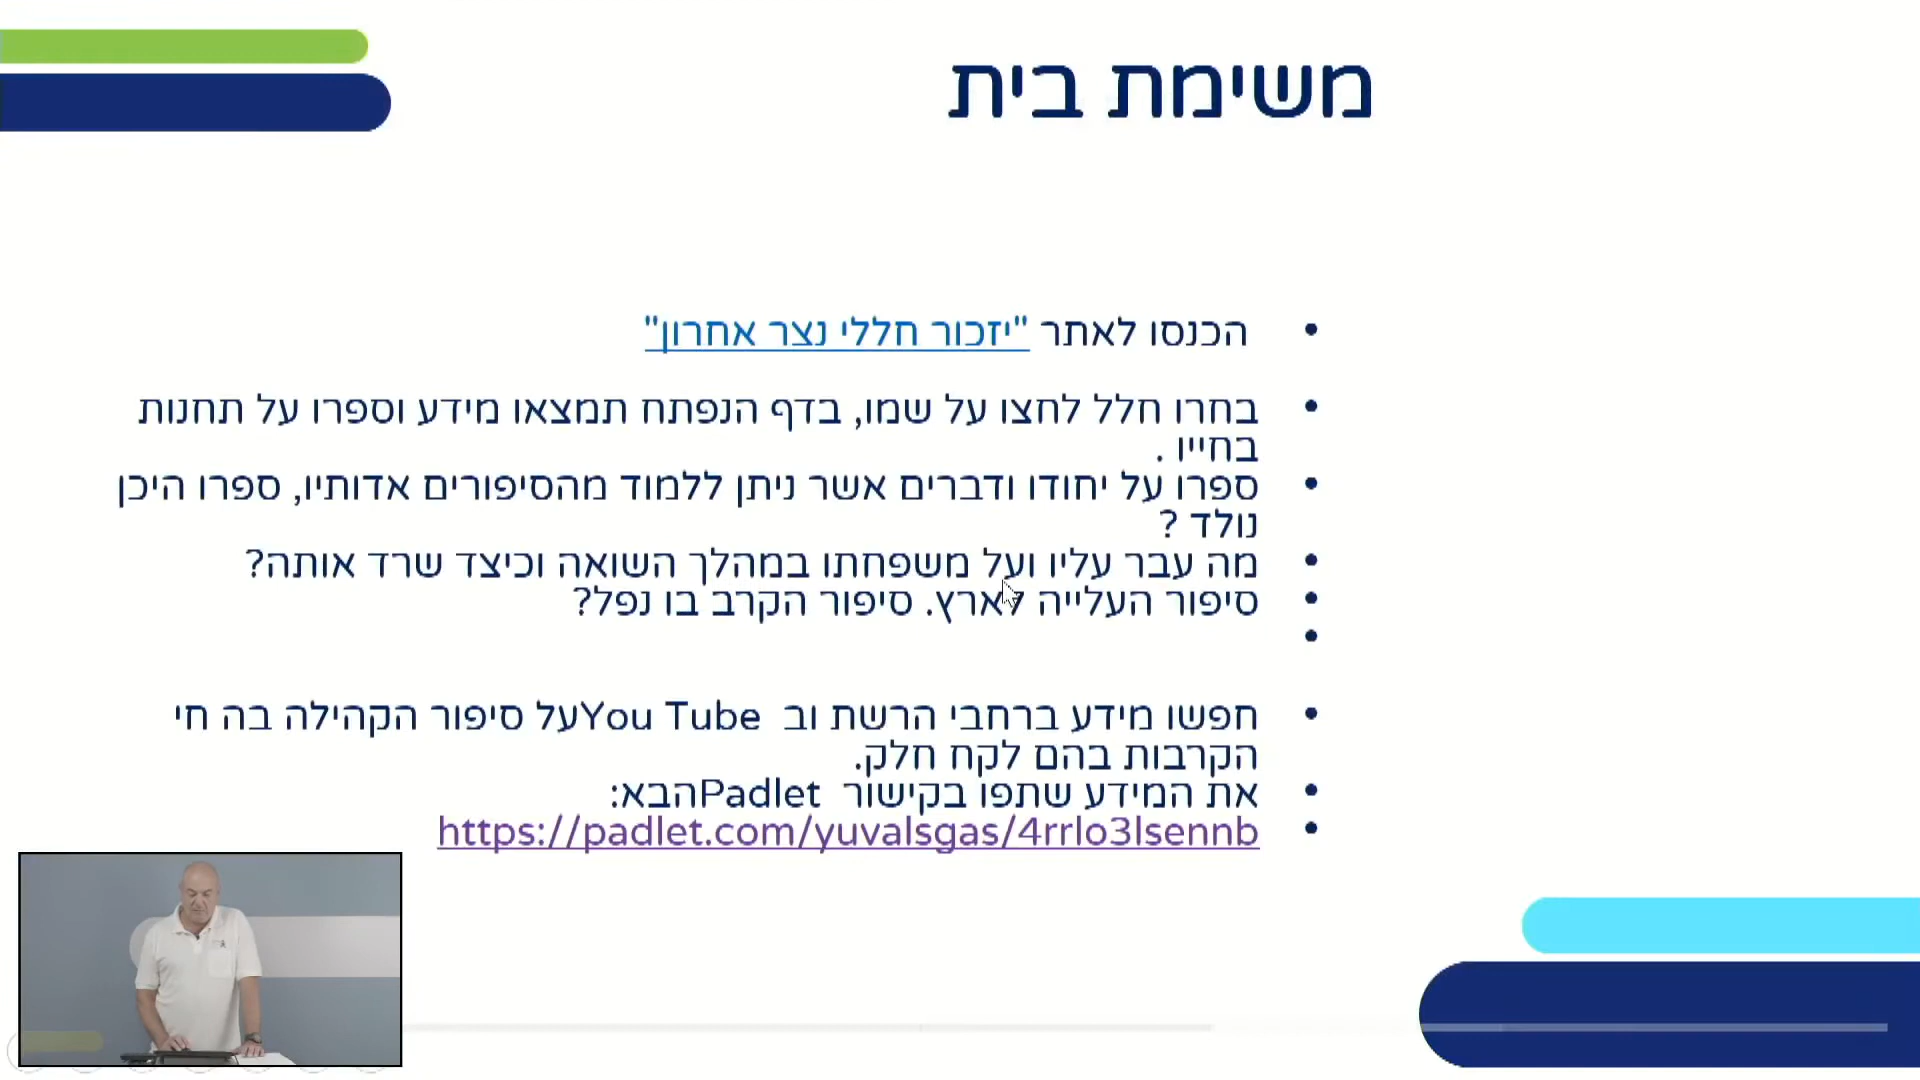 משימת בית
הכנסו לאתר "יזכור חללי נצר אחרון"
בחרו חלל לחצו על שמו, בדף הנפתח תמצאו מידע וספרו על תחנות
בחייו .
ספרו על יחודו ודברים אשר ניתן ללמוד מהסיפורים אדותיו, ספרו היכן
נולד ?
מה עבר עליו ועל משפחתו במהלך השואה וכיצד שרד אותה?
סיפור העלייה לארץ. סיפור הקרב בו נפל?
חפשו מידע ברחבי הרשת וב You Tubeעל סיפור הקהילה בה חי
הקרבות בהם לקח חלק.
את המידע שתפו בקישור Padletהבא:
https://padlet.com/yuvalsgas/4rrlo3lsennb